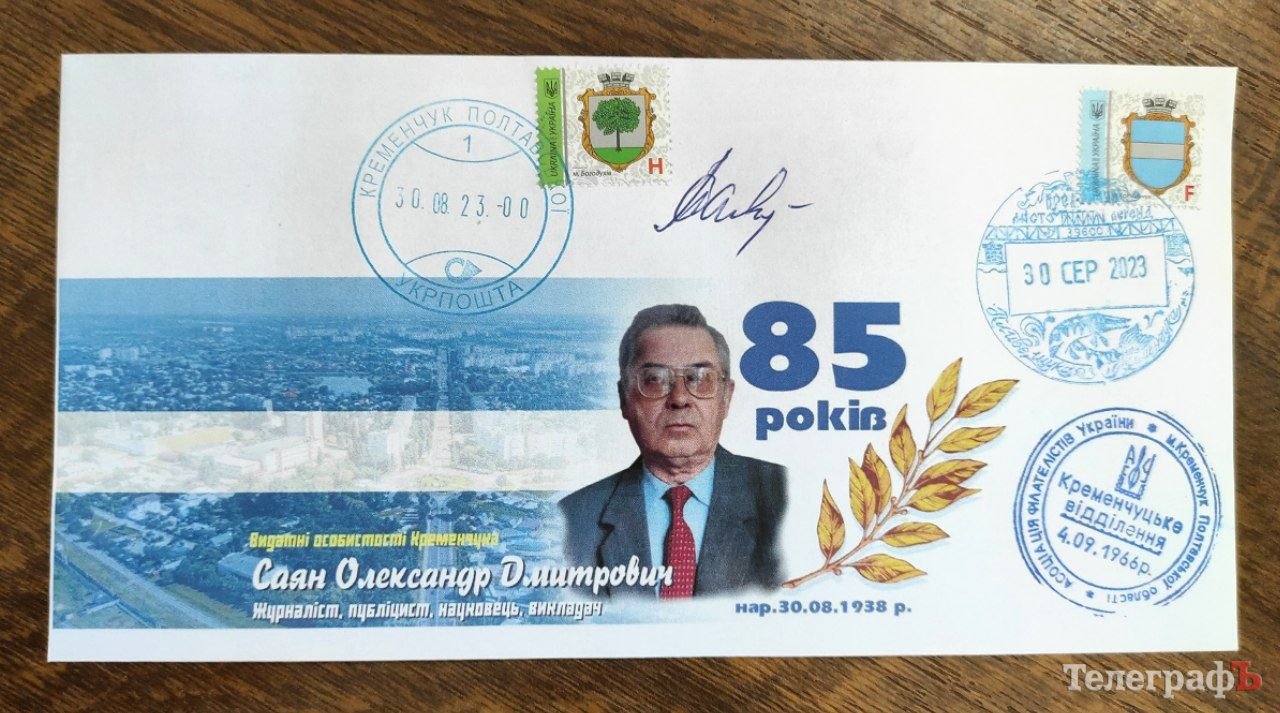 КРЕМЕНЧУК ПОЛТАВ
1
30.08.23.-00
УКРПОШТА
UKRAINE УКРАЇНА
м. Богодухів
H
УКРАЇНА
F
39600
30 СЕР 2023
85
років
Видатні особистості Кременчука
Саян Олександр Дмитрович
Журналіст, публіцист, науковець, викладач
нар.30.08.1938 р.
АСОЦІАЦІЯ ФІЛАТЕЛІСТІВ України * м.Кременчук Полтавської області *
Кременчуцьке
відділення
4.09.1966р.
ТелеграфЪ